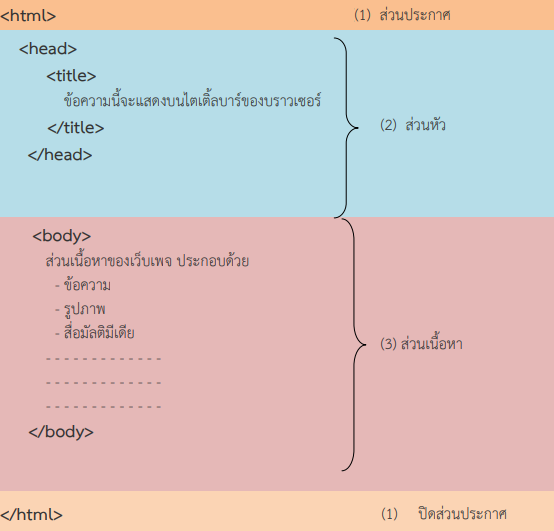 <html> (1) ส่วนประกาศ
<head>
<title>
ข้อความนี้จะแสดงบนไตเติ้ลบาร์ของบราวเซอร์
</title> (2) ส่วนหัว
</head>
<body>
ส่วนเนื้อหาของเว็บเพจ ประกอบด้วย
- ข้อความ
- รูปภาพ
- สื่อมัลติมีเดีย (3) ส่วนเนื้อหา
- - - - - - - - - - - - -
- - - - - - - - - - - - -
- - - - - - - - - - - - -
</body>
</html> (1) ปิดส่วนประกาศ